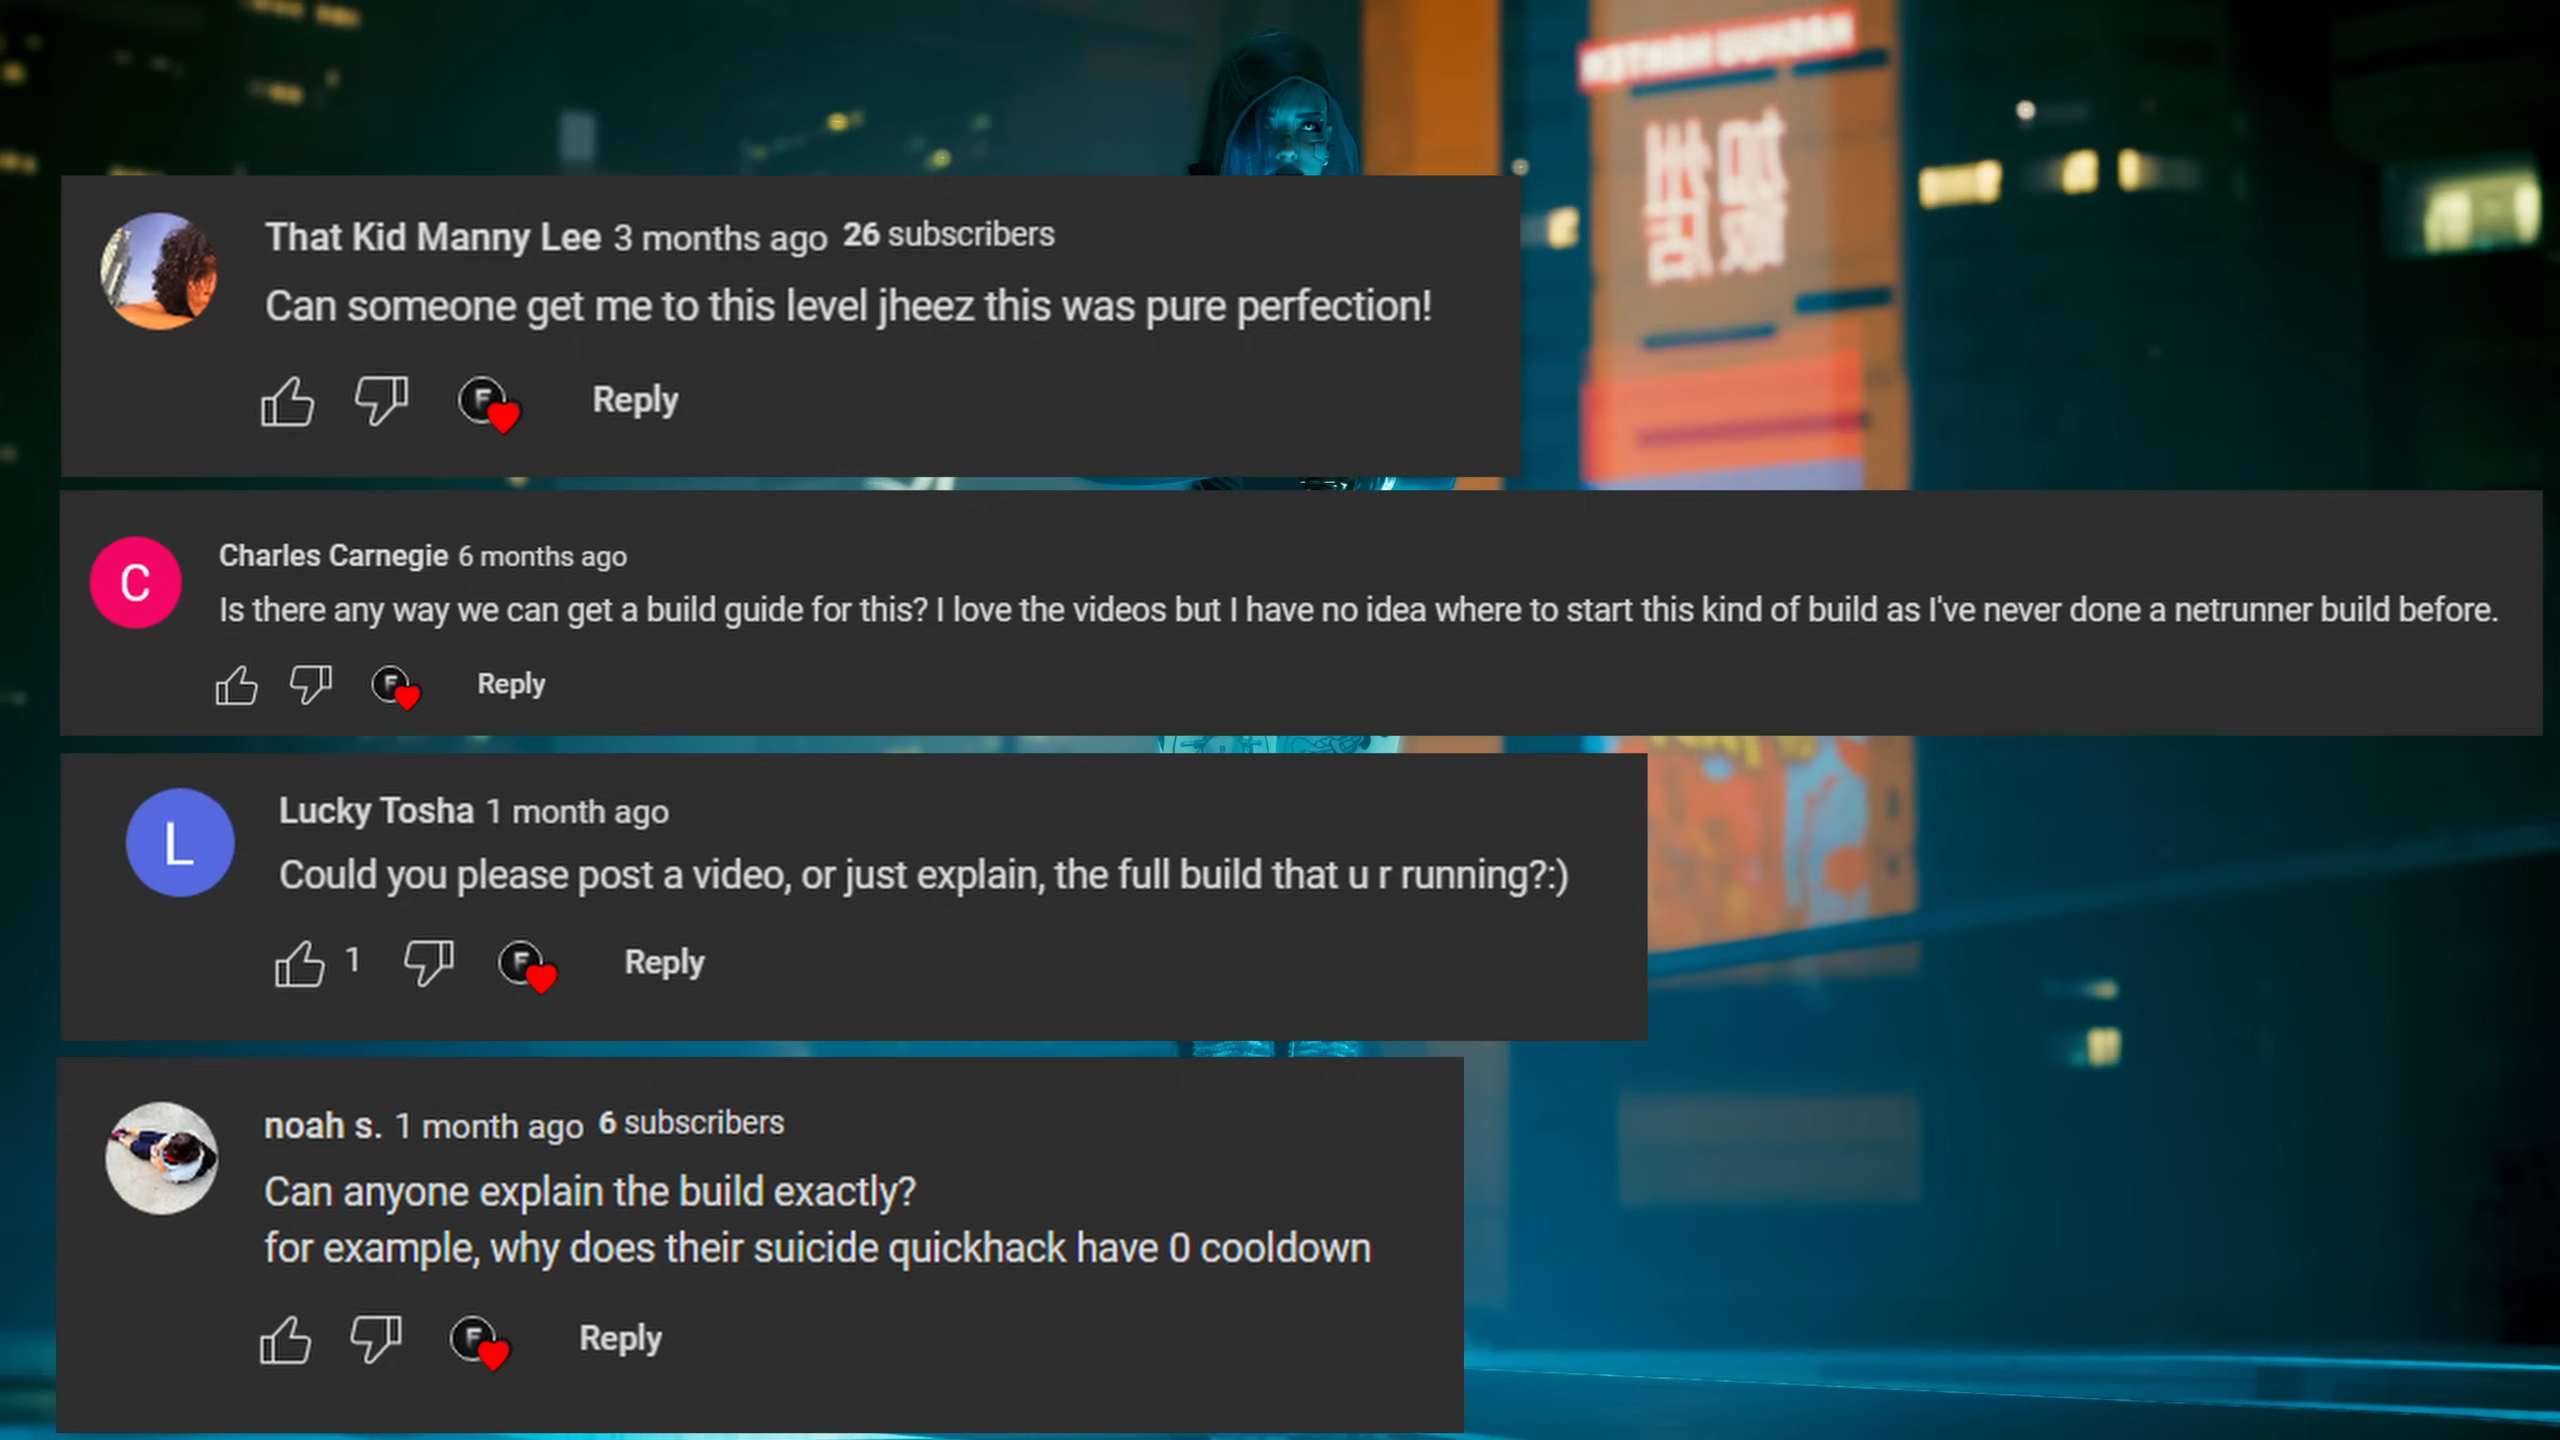 That Kid Manny Lee 3 months ago 26 subscribers
Can someone get me to this level jheez this was pure perfection!
F
Reply
C
Charles Carnegie 6 months ago
Is there any way we can get a build guide for this? I love the videos but I have no idea where to start this kind of build as I've never done a netrunner build before.
F
Reply
L
Lucky Tosha 1 month ago
Could you please post a video, or just explain, the full build that u r running?:)
1
F
Reply
noah s. 1 month ago 6 subscribers
Can anyone explain the build exactly?
for example, why does their suicide quickhack have 0 cooldown
F
Reply